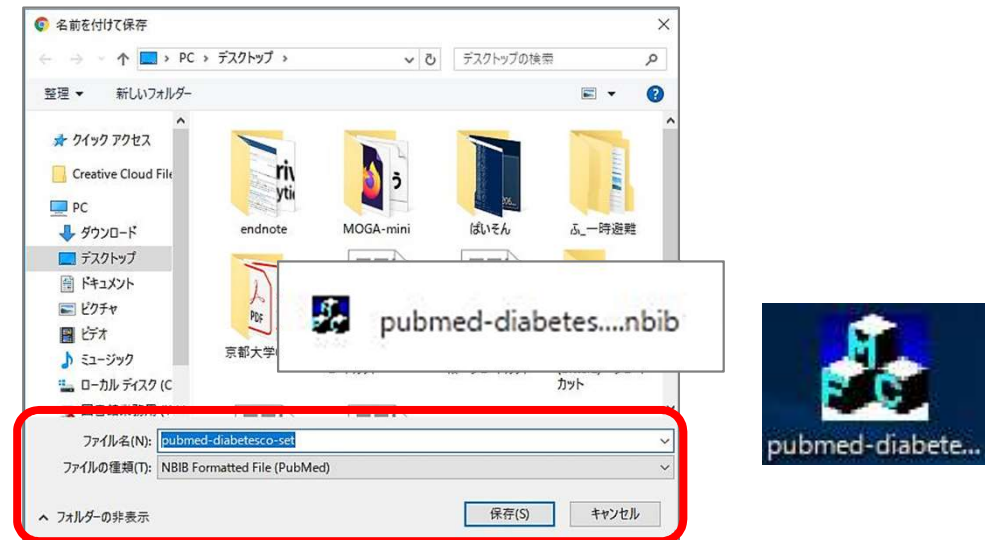 名前を付けて保存
PC › デスクトップ ›
デスクトップの検索
整理
新しいフォルダー
クイック アクセス
Creative Cloud File
PC
ダウンロード
デスクトップ
ドキュメント
ピクチャ
ビデオ
ミュージック
ローカル ディスク (C
endnote
MOGA-mini
ぱいそん
ふ_一時避難
PDF
京都大学
カット
pubmed-diabetes....nbib
ファイル名(N): pubmed-diabetesco-set
ファイルの種類(T): NBIB Formatted File (PubMed)
フォルダーの非表示
保存(S)
キャンセル
M
F C
pubmed-diabete...